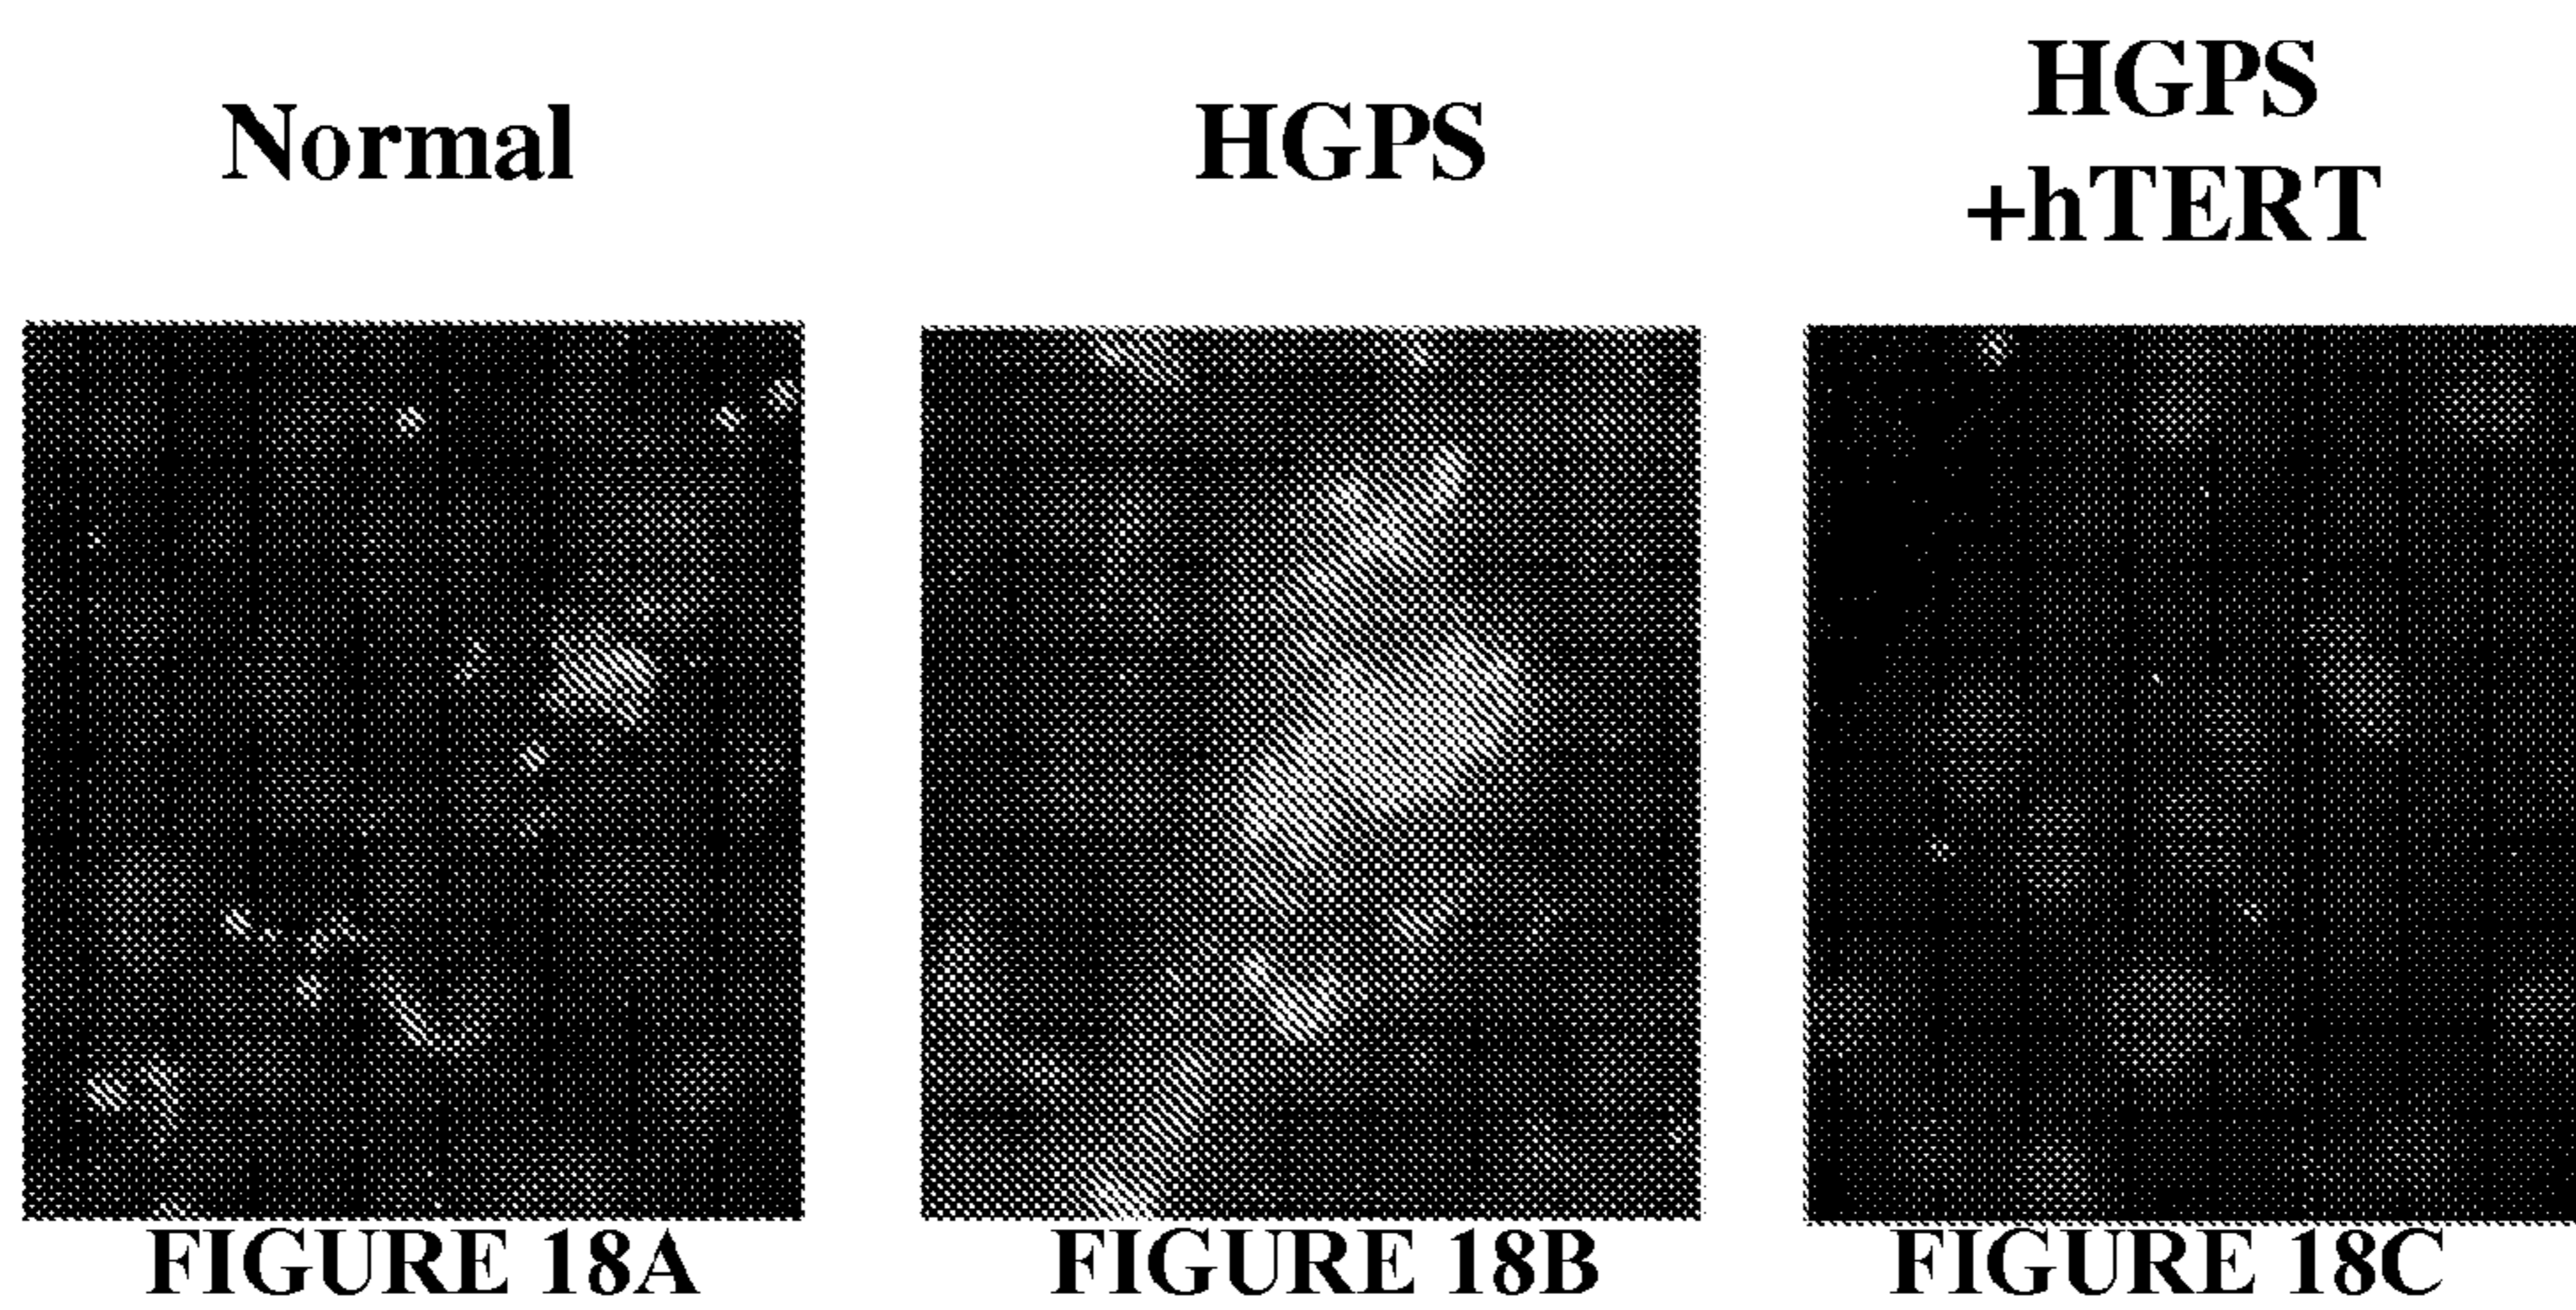 Normal
HGPS
HGPS
+hTERT
FIGURE 18A
FIGURE 18B
FIGURE 18C